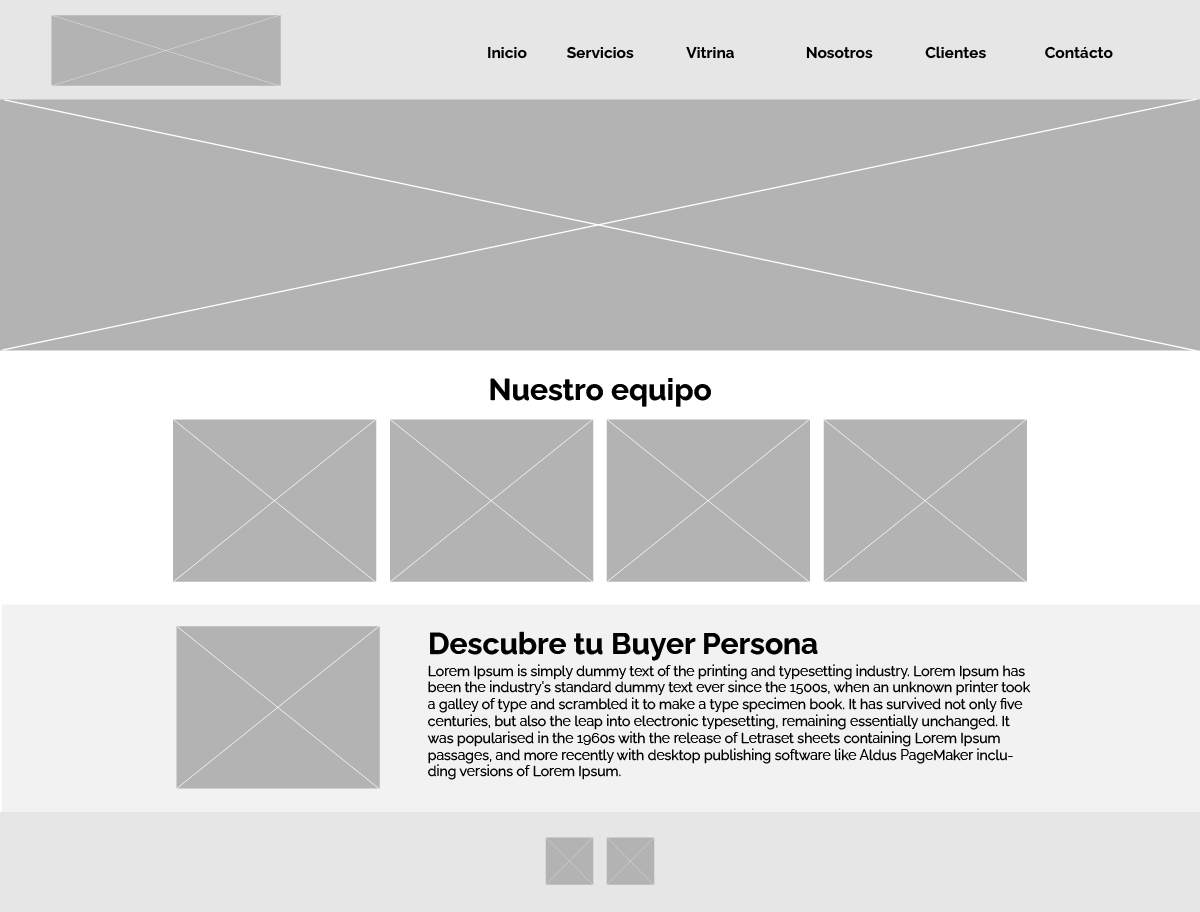 Inicio Servicios Vitrina Nosotros Clientes Contácto
Nuestro equipo
Descubre tu Buyer Persona
Lorem Ipsum is simply dummy text of the printing and typesetting industry. Lorem Ipsum has
been the industry's standard dummy text ever since the 1500s, when an unknown printer took
a galley of type and scrambled it to make a type specimen book. It has survived not only five
centuries, but also the leap into electronic typesetting, remaining essentially unchanged. It
was popularised in the 1960s with the release of Letraset sheets containing Lorem Ipsum
passages, and more recently with desktop publishing software like Aldus PageMaker inclu-
ding versions of Lorem Ipsum.